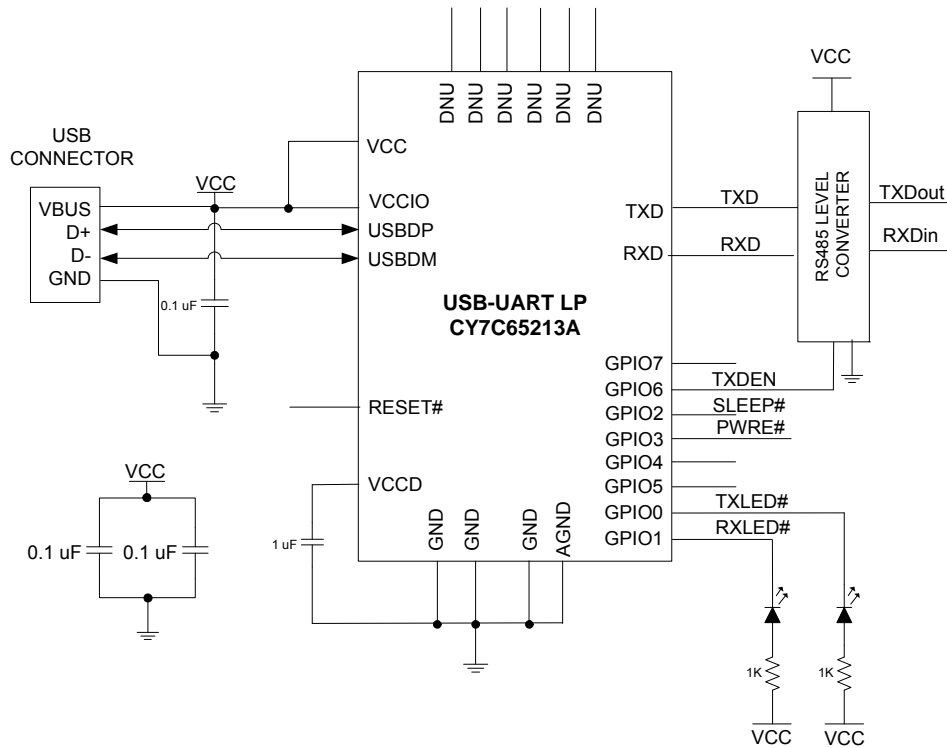 DNU DNU DNU DNU DNU DNU
VCC
USB
CONNECTOR
VCC
VCC
VBUS
VCCIO
D+
USBDP
D-
USBDM
GND
0.1 uF
TXD
TXD
RXD
RXD
RS485 LEVEL
CONVERTER
TXDout
RXDin
USB-UART LP
CY7C65213A
RESET#
GPIO7
GPIO6
TXDEN
GPIO2
SLEEP#
GPIO3
PWRE#
GPIO4
GPIO5
GPIO0
TXLED#
GPIO1
RXLED#
VCC
0.1 uF
0.1 uF
VCCD
1 uF
GND
GND
GND
AGND
1K
1K
VCC
VCC